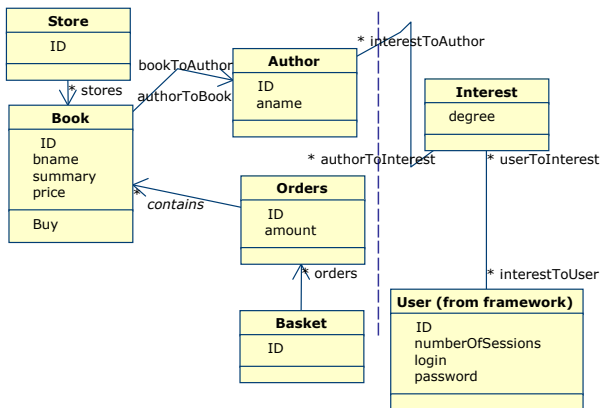 Store
ID
* stores
Book
ID
bname
summary
price
Buy
bookToAuthor
authorToBook
Author
ID
aname
* interestToAuthor
Interest
degree
* authorToInterest
* userToInterest
* contains
Orders
ID
amount
* orders
Basket
ID
* interestToUser
User (from framework)
ID
numberOfSessions
login
password